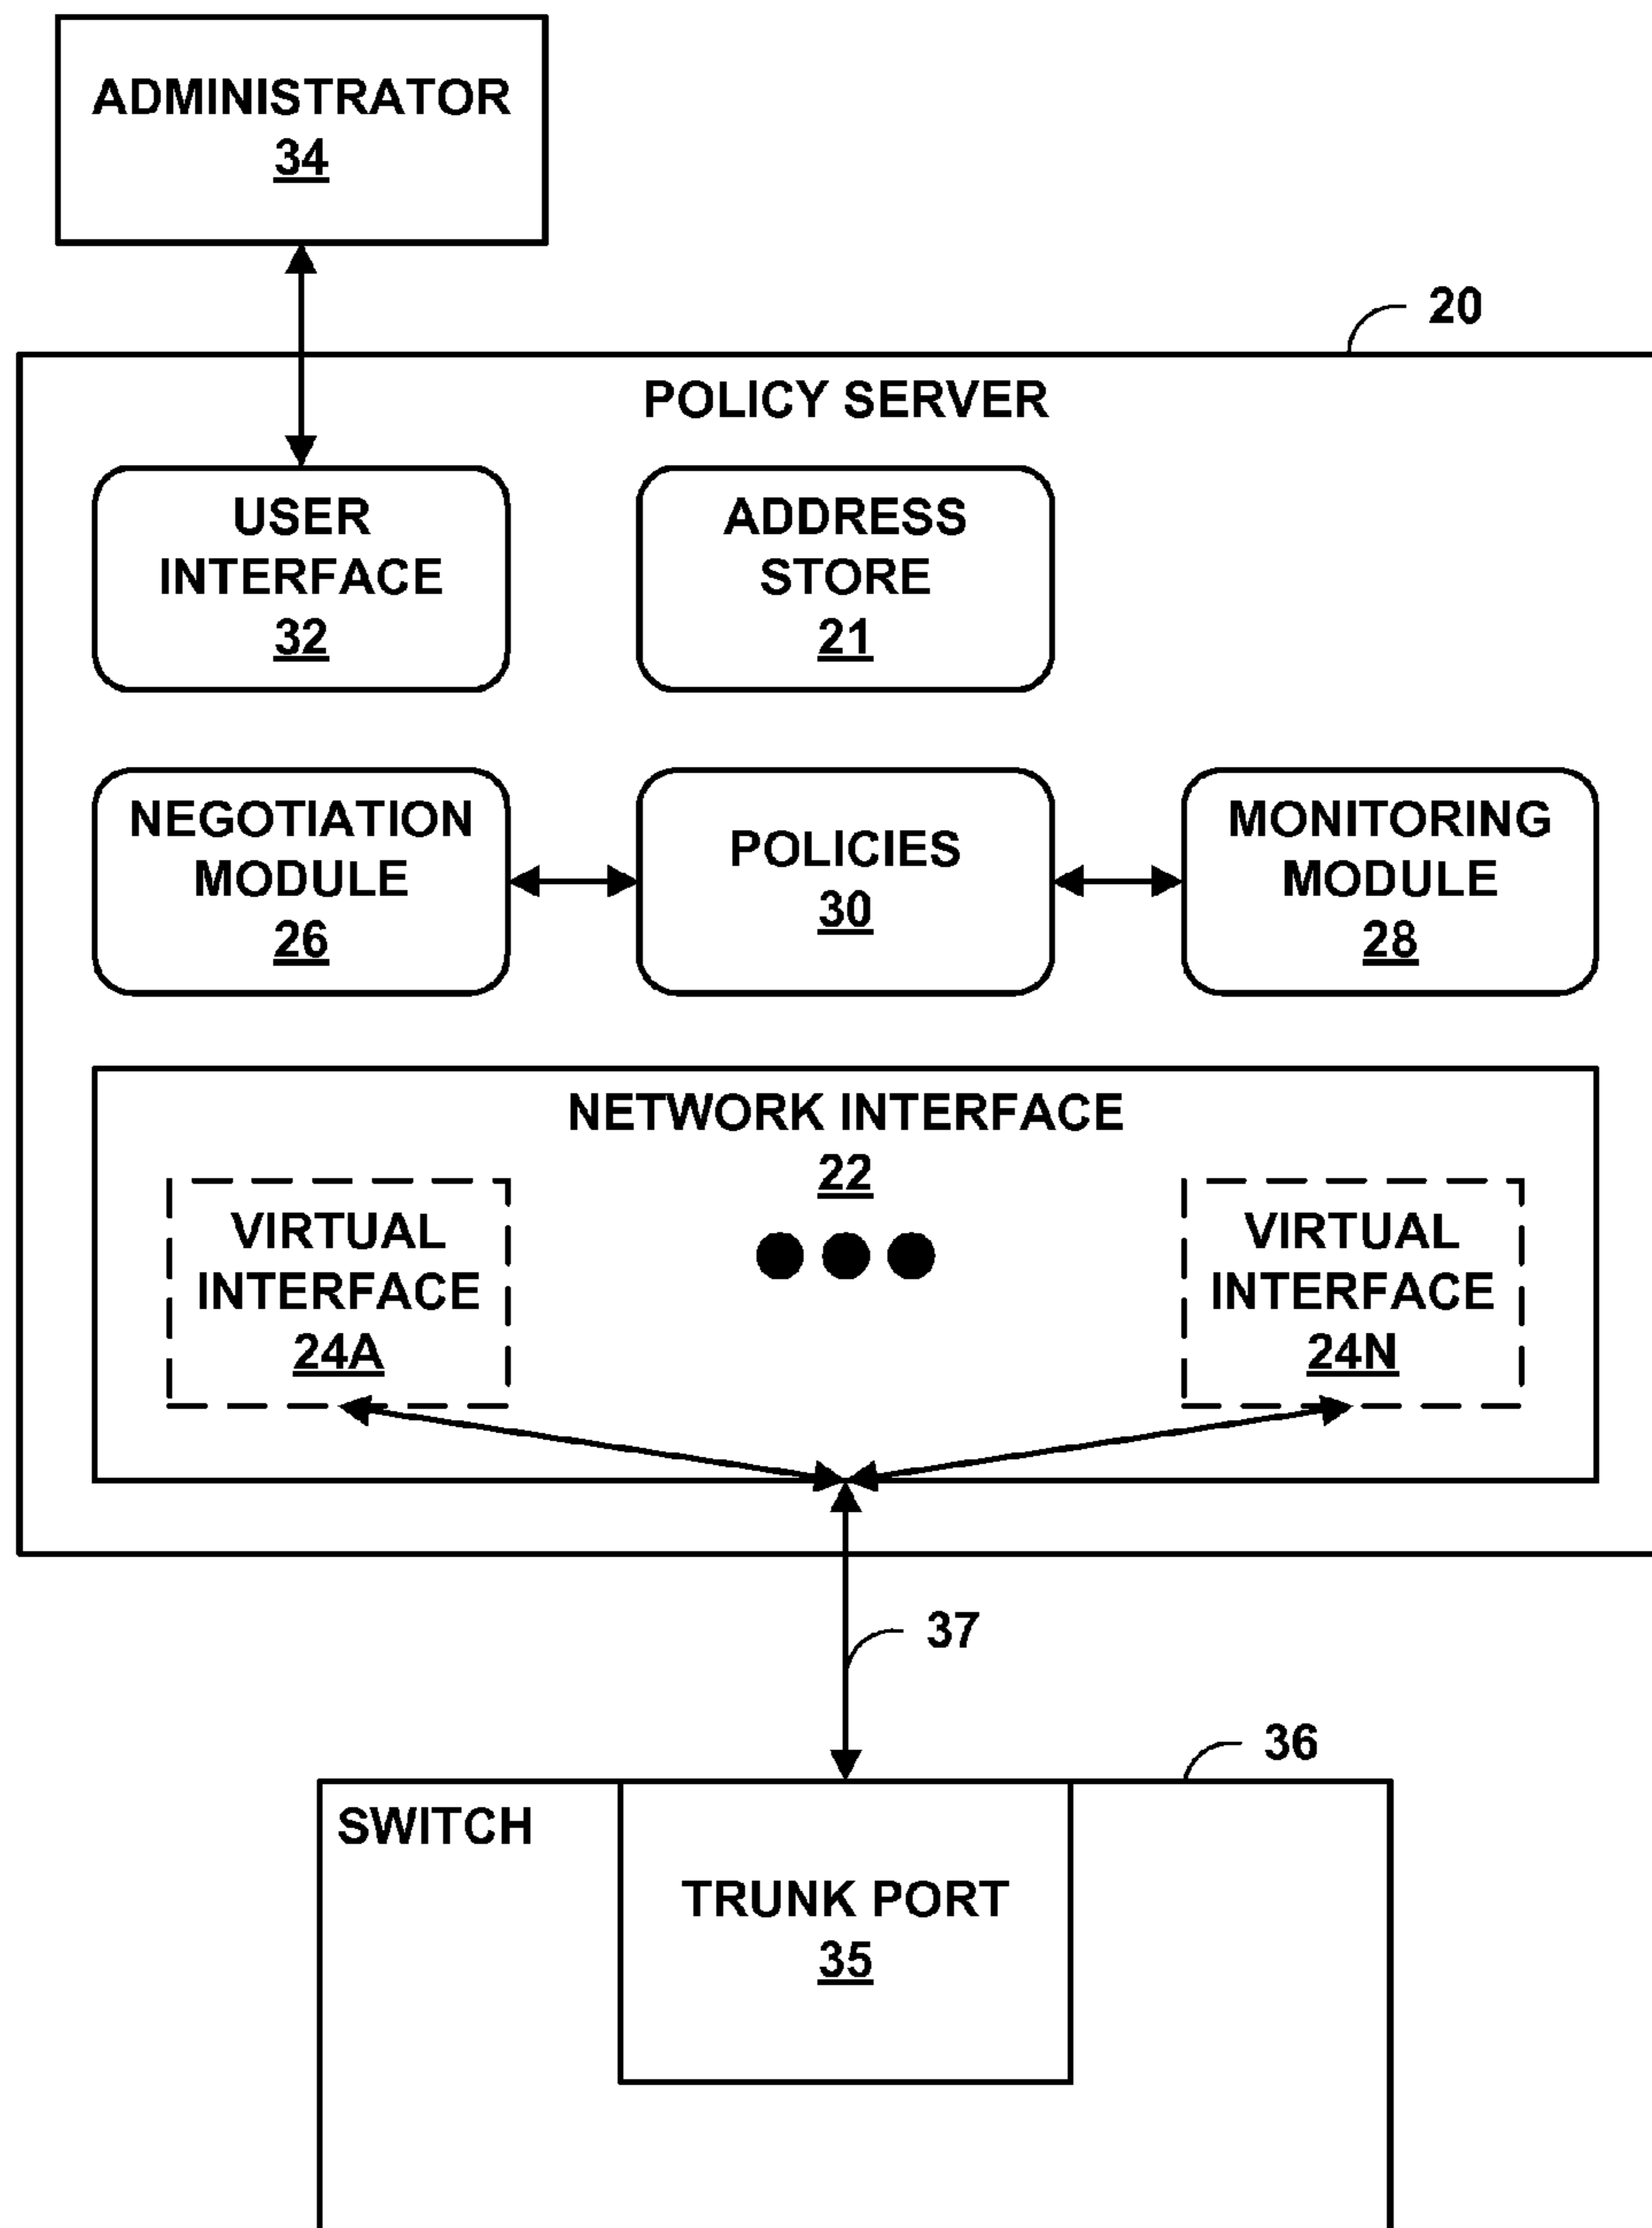 ADMINISTRATOR
34
20
POLICY SERVER
USER
INTERFACE
32
ADDRESS
STORE
21
NEGOTIATION
MODULE
26
POLICIES
30
MONITORING
MODULE
28
NETWORK INTERFACE
22
VIRTUAL
INTERFACE
24A
VIRTUAL
INTERFACE
24N
37
36
SWITCH
TRUNK PORT
35